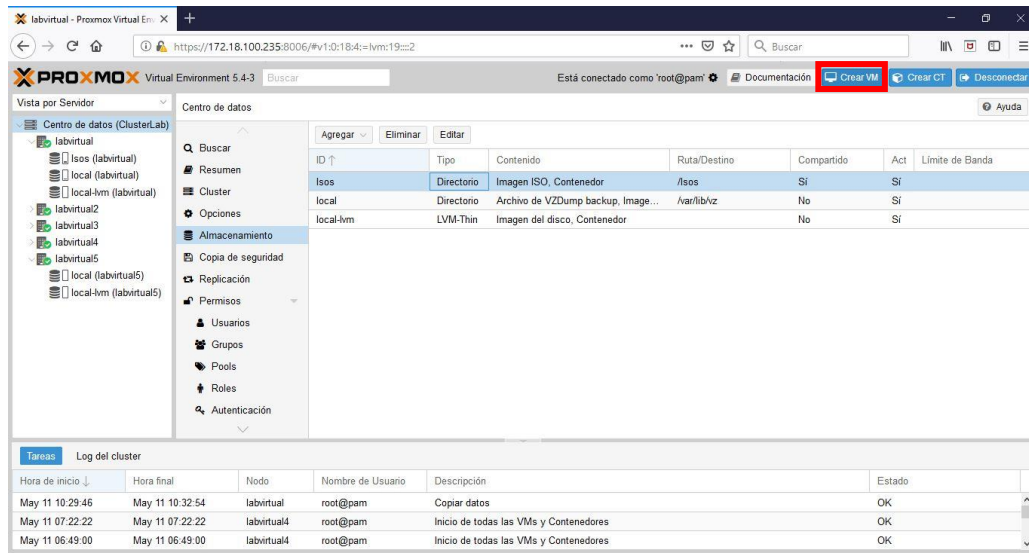 labvirtual - Proxmox Virtual En
https://172.18.100.235:8006/#v1:0:18:4:=lvm:19::::2
Buscar
PROXMOX Virtual Environment 5.4-3 Buscar
Está conectado como 'root@pam'
Documentación
Crear VM
Crear CT
Desconectar
Vista por Servidor
Centro de datos (ClusterLab)
labvirtual
Isos (labvirtual)
local (labvirtual)
local-lvm (labvirtual)
labvirtual2
labvirtual3
labvirtual4
labvirtual5
local (labvirtual5)
local-lvm (labvirtual5)
Centro de datos
Ayuda
Buscar
Resumen
Cluster
Opciones
Almacenamiento
Copia de seguridad
Replicación
Permisos
Usuarios
Grupos
Pools
Roles
Autenticación
Agregar Eliminar Editar
ID Tipo Contenido Ruta/Destino Compartido Act Límite de Banda
Isos Directorio Imagen ISO, Contenedor /Isos Sí Sí
local Directorio Archivo de VZDump backup, Image... /var/lib/vz No Sí
local-lvm LVM-Thin Imagen del disco, Contenedor No Sí
Tareas Log del cluster
Hora de inicio Hora final Nodo Nombre de Usuario Descripción Estado
May 11 10:29:46 May 11 10:32:54 labvirtual root@pam Copiar datos OK
May 11 07:22:22 May 11 07:22:22 labvirtual4 root@pam Inicio de todas las VMs y Contenedores OK
May 11 06:49:00 May 11 06:49:00 labvirtual4 root@pam Inicio de todas las VMs y Contenedores OK